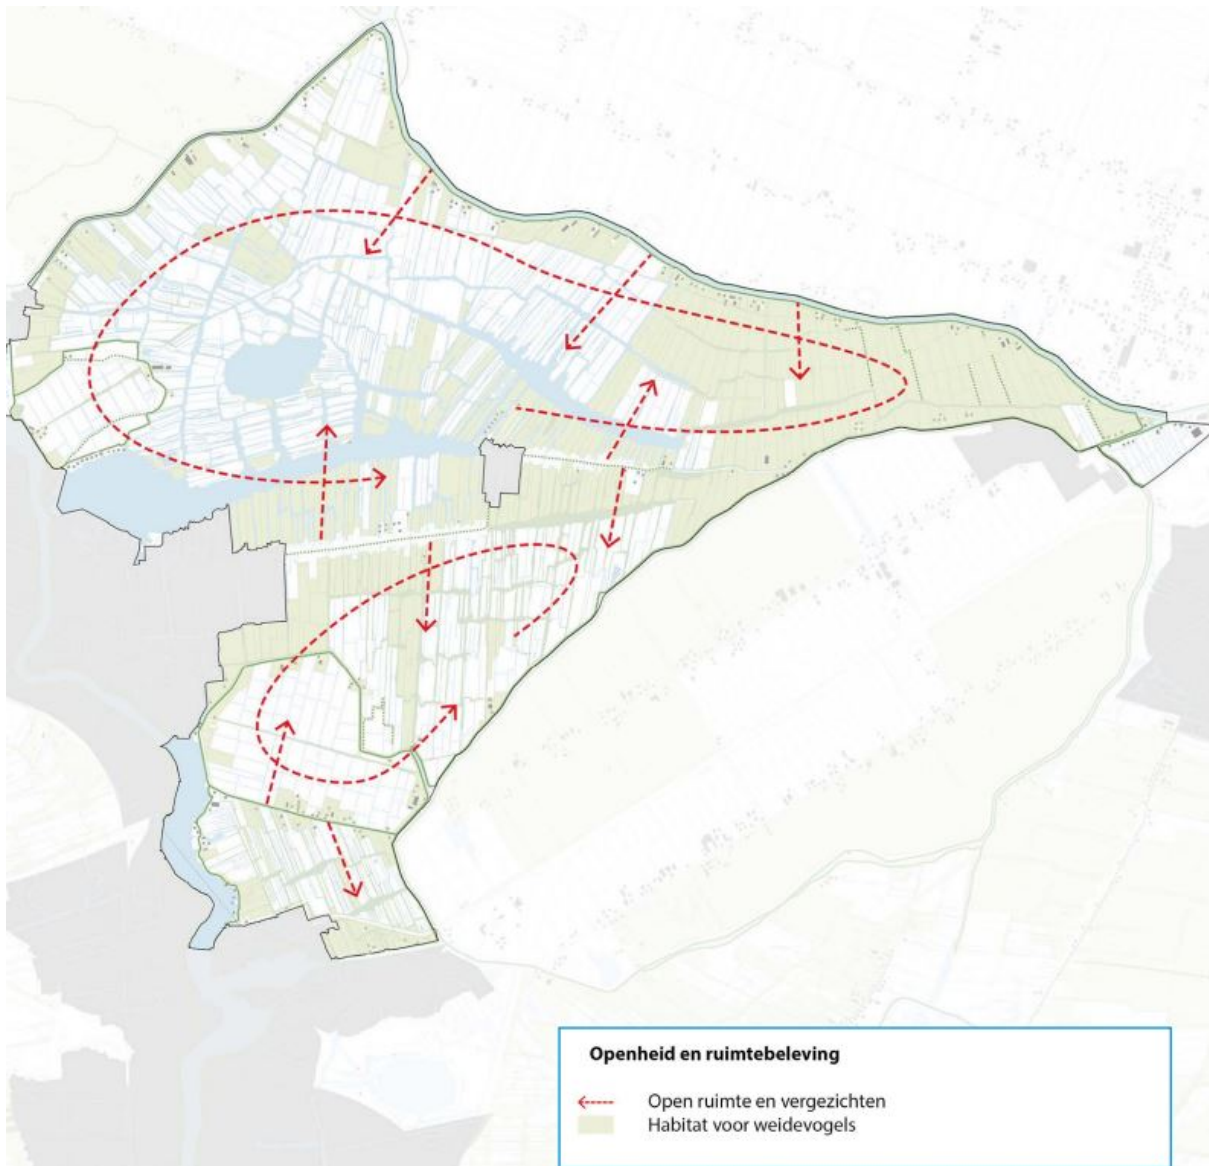 Openheid en ruimtebeleving
Open ruimte en vergezichten
Habitat voor weidevogels